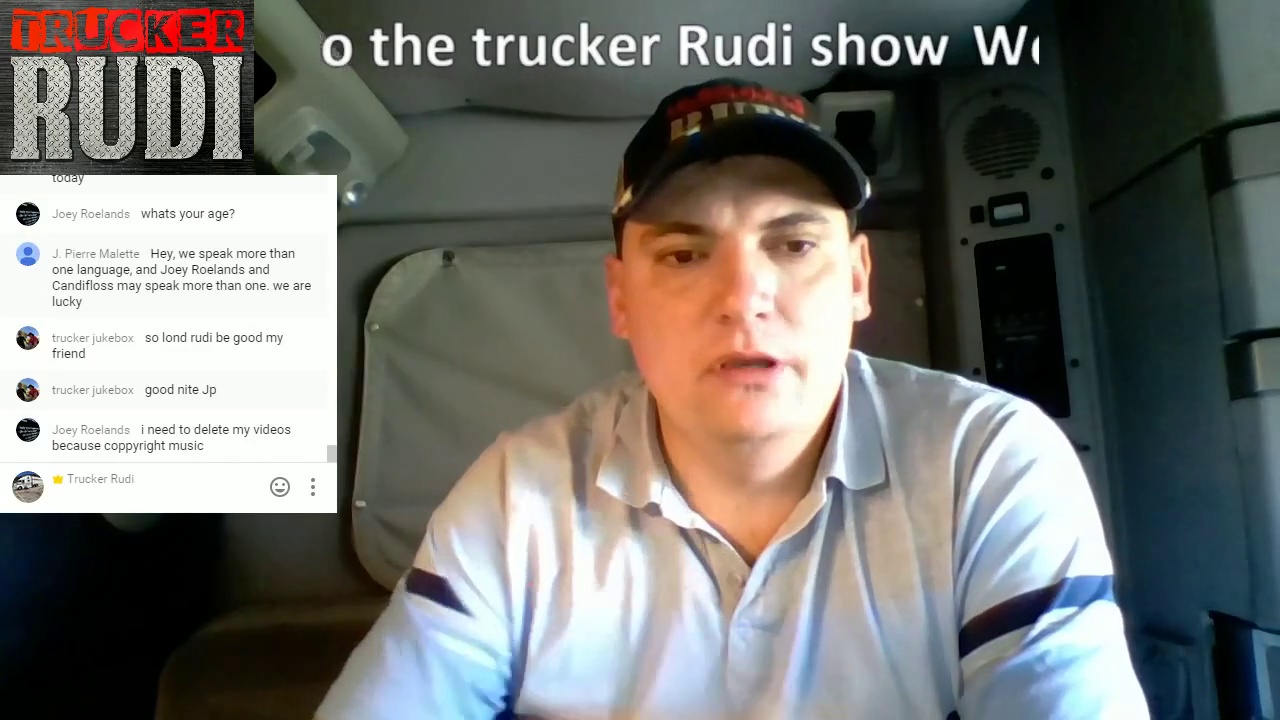 TRUCKER
RUDI
o the trucker Rudi show We
RUDI
today
Joey Roelands whats your age?
J. Pierre Malette Hey, we speak more than
one language, and Joey Roelands and
Candifloss may speak more than one. we are
lucky
trucker jukebox so lond rudi be good my
friend
trucker jukebox good nite Jp
Joey Roelands i need to delete my videos
because coppyright music
Trucker Rudi